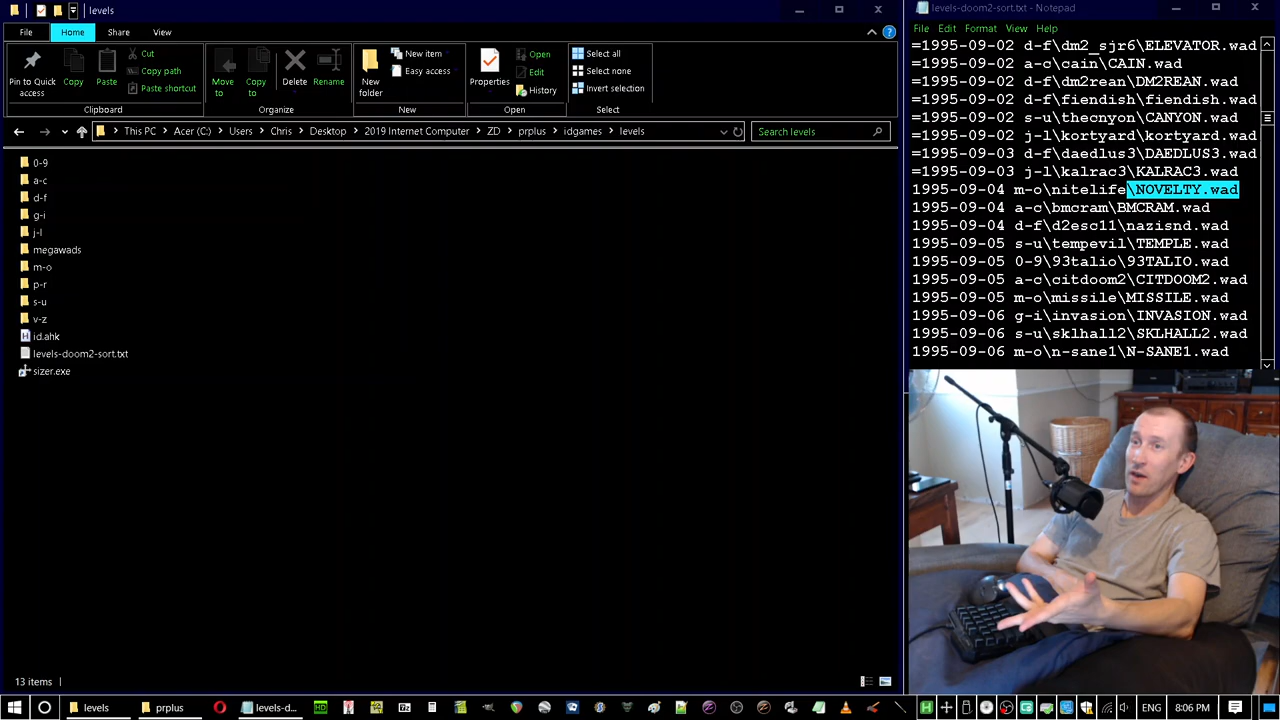 levels
File Home Share View
Pin to Quick access
Copy
Paste
Cut
Copy path
Paste shortcut
Clipboard
Move to
Copy to
Delete
Rename
Organize
New folder
New item
Easy access
New
Properties
Open
Edit
History
Open
Select all
Select none
Invert selection
Select
This PC Acer (C:) Users Chris Desktop 2019 Internet Computer ZD prplus idgames levels
Search levels
0-9
a-c
d-f
g-i
j-l
megawads
m-o
p-r
s-u
v-z
id.ahk
levels-doom2-sort.txt
sizer.exe
13 items
levels-doom2-sort.txt - Notepad
File Edit Format View Help
=1995-09-02 d-f\dm2_sjr6\ELEVATOR.wad
=1995-09-02 a-c\cain\CAIN.wad
=1995-09-02 d-f\dm2rean\DM2REAN.wad
=1995-09-02 d-f\fiendish\fiendish.wad
=1995-09-02 s-u\thecnyon\CANYON.wad
=1995-09-02 j-l\kortyard\kortyard.wad
=1995-09-03 d-f\daedlus3\DAEDLUS3.wad
=1995-09-03 j-l\kalrac3\KALRAC3.wad
1995-09-04 m-o\nitelife\NOVELTY.wad
1995-09-04 a-c\bmcram\BMCRAM.wad
1995-09-04 d-f\d2esc11\nazisnd.wad
1995-09-05 s-u\tempevil\TEMPLE.wad
1995-09-05 0-9\93talio\93TALIO.wad
1995-09-05 a-c\citdoom2\CITDOOM2.wad
1995-09-05 m-o\missile\MISSILE.wad
1995-09-06 g-i\invasion\INVASION.wad
1995-09-06 s-u\sklhall2\SKLHALL2.wad
1995-09-06 m-o\n-sane1\N-SANE1.wad
levels
prplus
levels-d...
ENG
8:06 PM